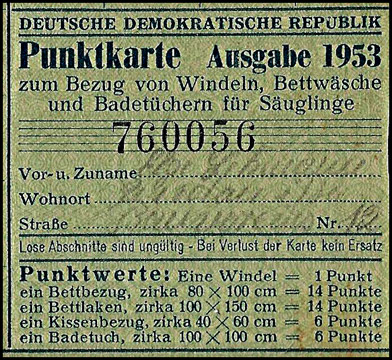 DEUTSCHE DEMOKRATISCHE REPUBLIK
Punktkarte Ausgabe 1953
zum Bezug von Windeln, Bettwäsche
und Badetüchern für Säuglinge
760056
Vor- u. Zuname
Wohnort
Straße Nr. 12
Lose Abschnitte sind ungültig - Bei Verlust der Karte kein Ersatz
Punktwerte: Eine Windel = 1 Punkt
ein Bettbezug, zirka 80 × 100 cm = 14 Punkte
ein Bettlaken, zirka 100 × 150 cm = 14 Punkte
ein Kissenbezug, zirka 40 × 60 cm = 6 Punkte
ein Badetuch, zirka 100 × 100 cm = 6 Punkte